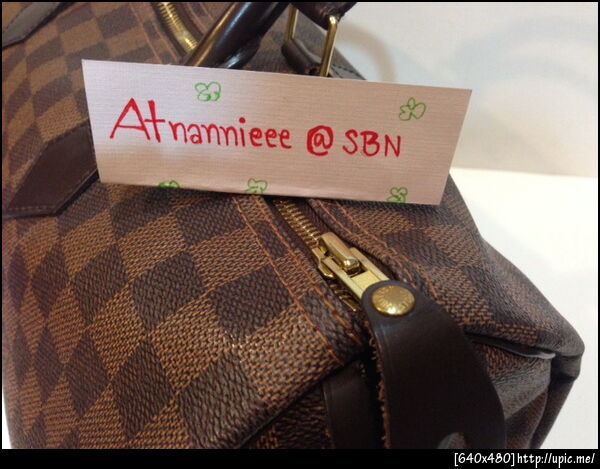 Atnannieee @ SBN
[640x480]http://upic.me/